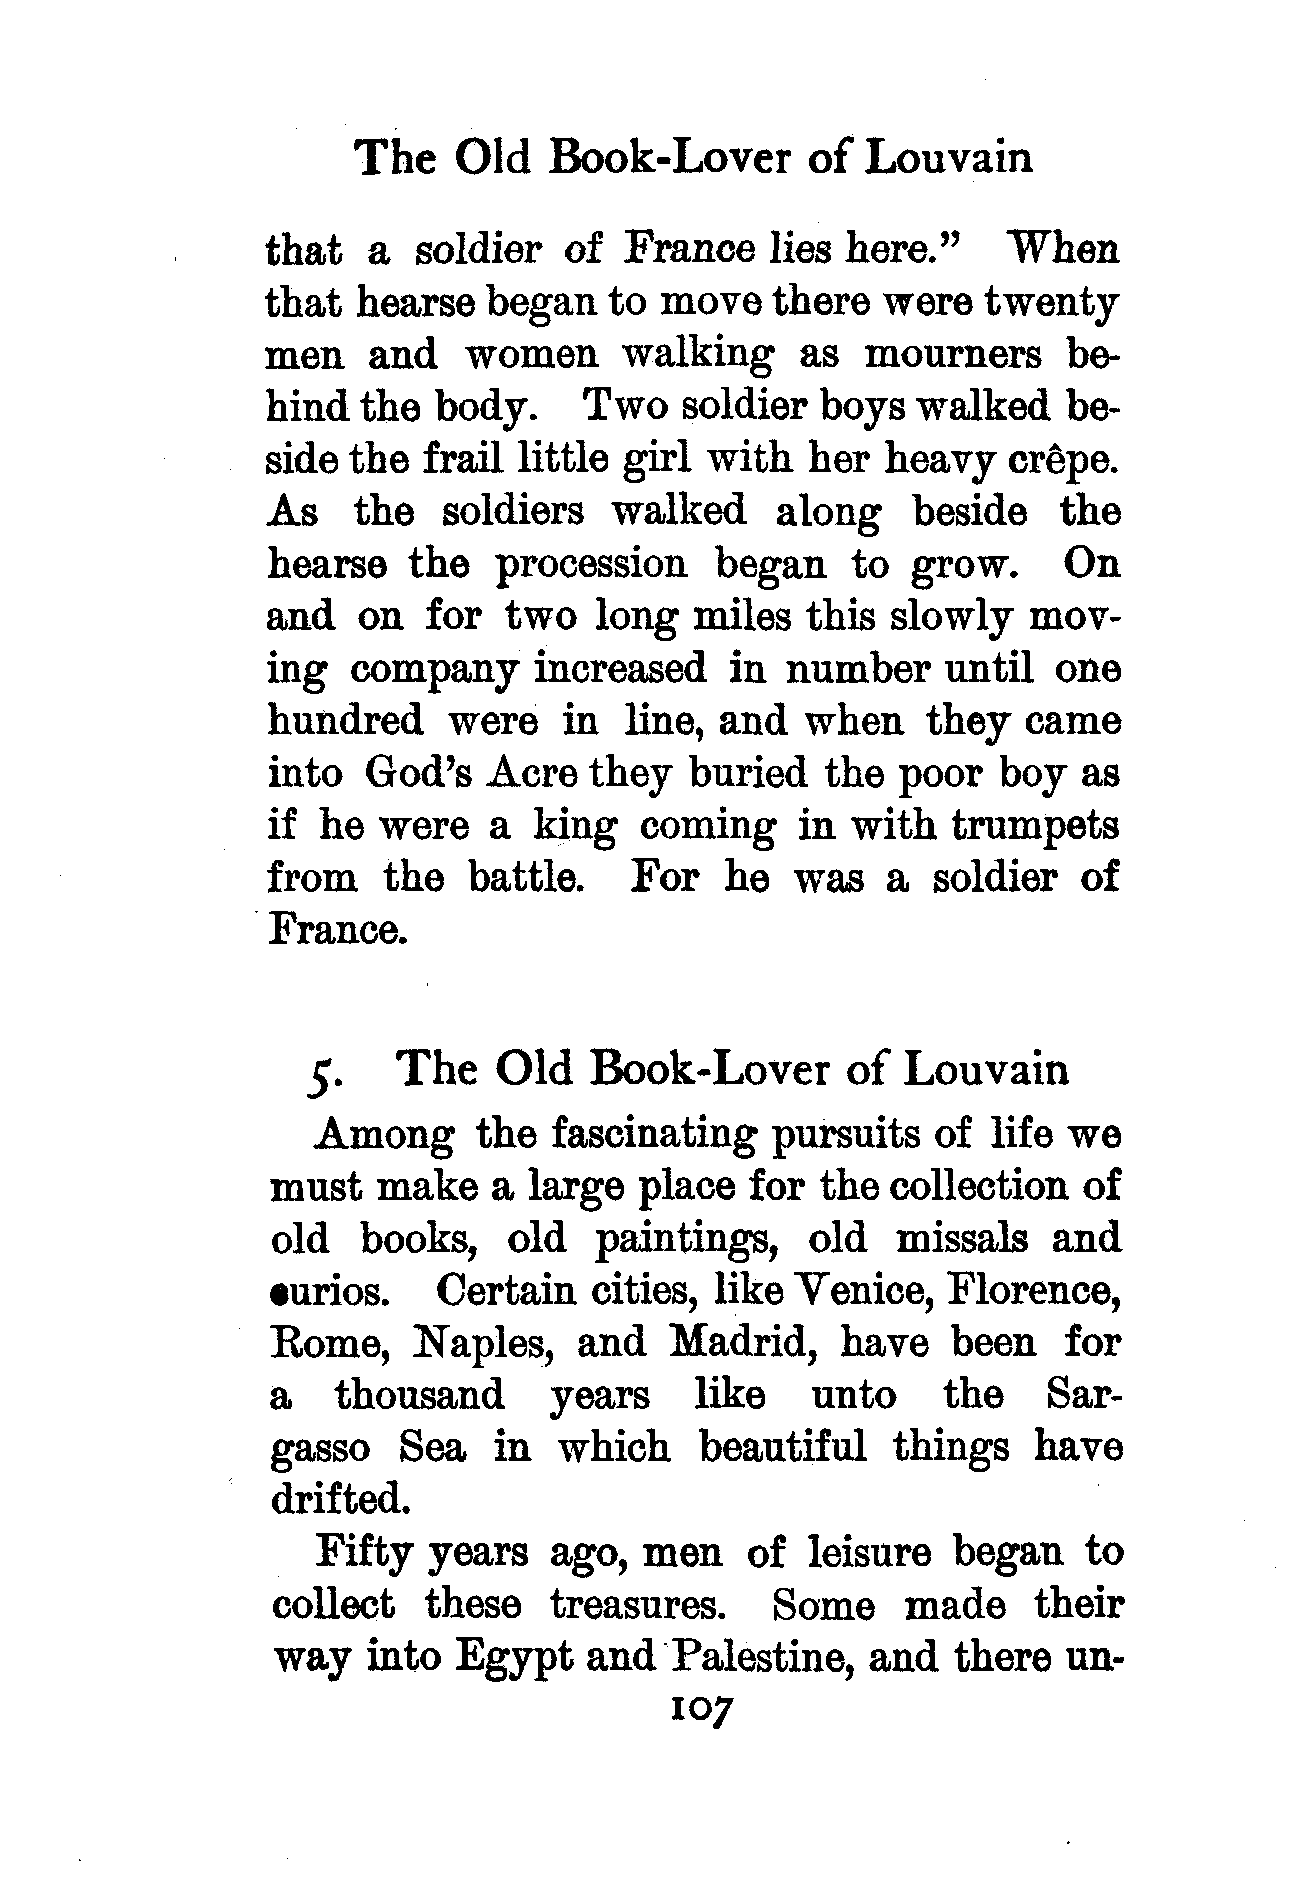 The Old Book-Lover of Louvain
that a soldier of France lies here.” When
that hearse began to move there were twenty
men and women walking as mourners be-
hind the body. Two soldier boys walked be-
side the frail little girl with her heavy crêpe.
As the soldiers walked along beside the
hearse the procession began to grow. On
and on for two long miles this slowly mov-
ing company increased in number until one
hundred were in line, and when they came
into God’s Acre they buried the poor boy as
if he were a king coming in with trumpets
from the battle. For he was a soldier of
France.
5. The Old Book-Lover of Louvain
Among the fascinating pursuits of life we
must make a large place for the collection of
old books, old paintings, old missals and
curios. Certain cities, like Venice, Florence,
Rome, Naples, and Madrid, have been for
a thousand years like unto the Sar-
gasso Sea in which beautiful things have
drifted.
Fifty years ago, men of leisure began to
collect these treasures. Some made their
way into Egypt and Palestine, and there un-
107